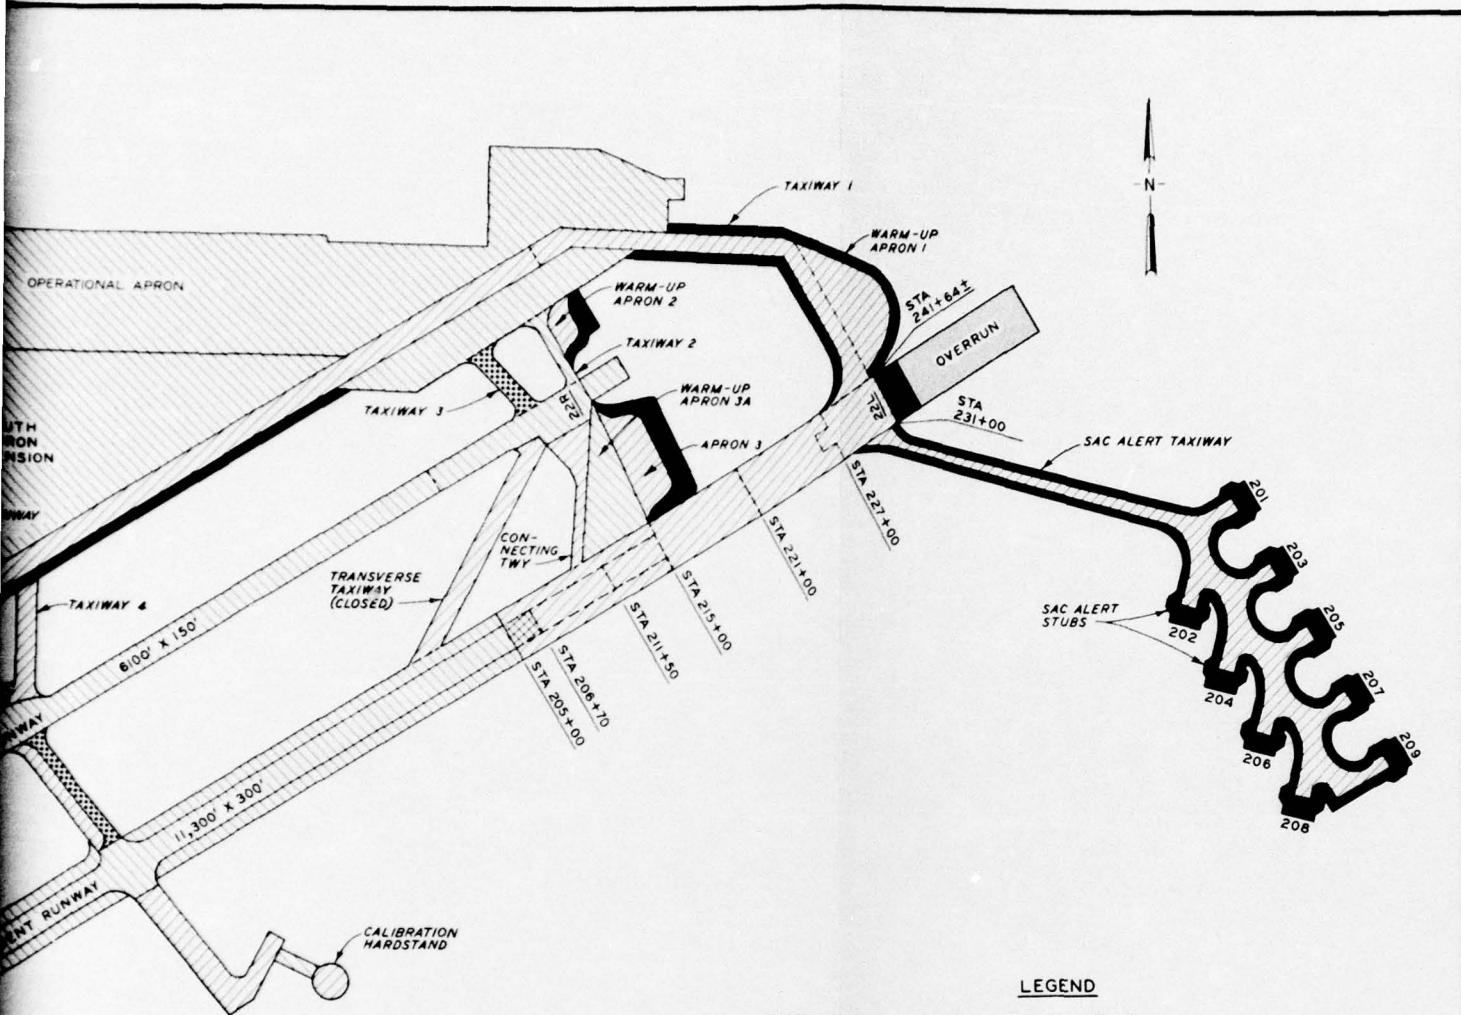 TAXIWAY 1
N
WARM-UP
APRON 1
OPERATIONAL APRON
WARM-UP
APRON 2
STA
241+64±
OVERRUN
TAXIWAY 2
WARM-UP
APRON 3A
22R
22L
TAXIWAY 3
STA
231+00
UTH
RON
NSION
APRON 3
SAC ALERT TAXIWAY
STA 227+00
201
CON-
NECTING
TWY
STA 221+00
203
TRANSVERSE
TAXIWAY
(CLOSED)
TAXIWAY 4
STA 215+00
SAC ALERT
STUBS
205
202
6100' X 150'
STA 211+50
STA 206+70
STA 205+00
204
207
206
209
11,300' X 300'
208
ENT RUNWAY
CALIBRATION
HARDSTAND
LEGEND